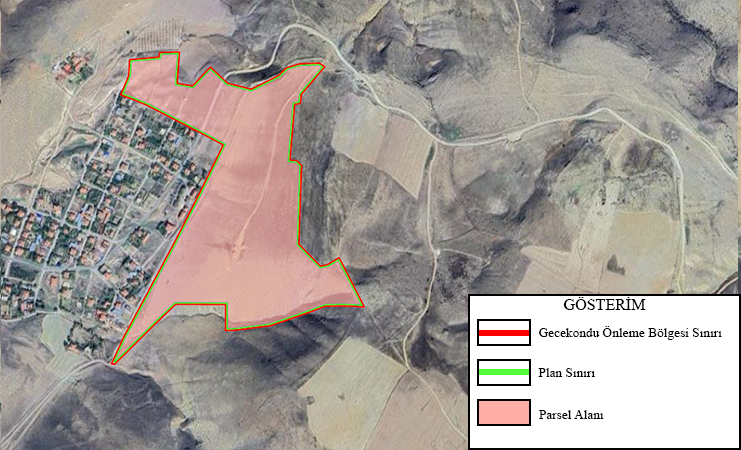 GÖSTERİM
Gecekondu Önleme Bölgesi Sınırı
Plan Sınırı
Parsel Alanı